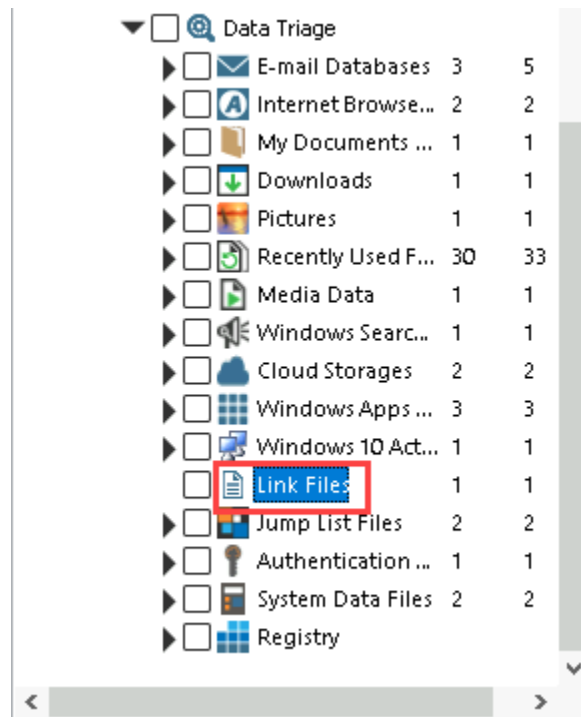 Data Triage
E-mail Databases 3 5
Internet Browse... 2 2
My Documents ... 1 1
Downloads 1 1
Pictures 1 1
Recently Used F... 30 33
Media Data 1 1
Windows Searc... 1 1
Cloud Storages 2 2
Windows Apps ... 3 3
Windows 10 Act... 1 1
Link Files 1 1
Jump List Files 2 2
Authentication ... 1 1
System Data Files 2 2
Registry